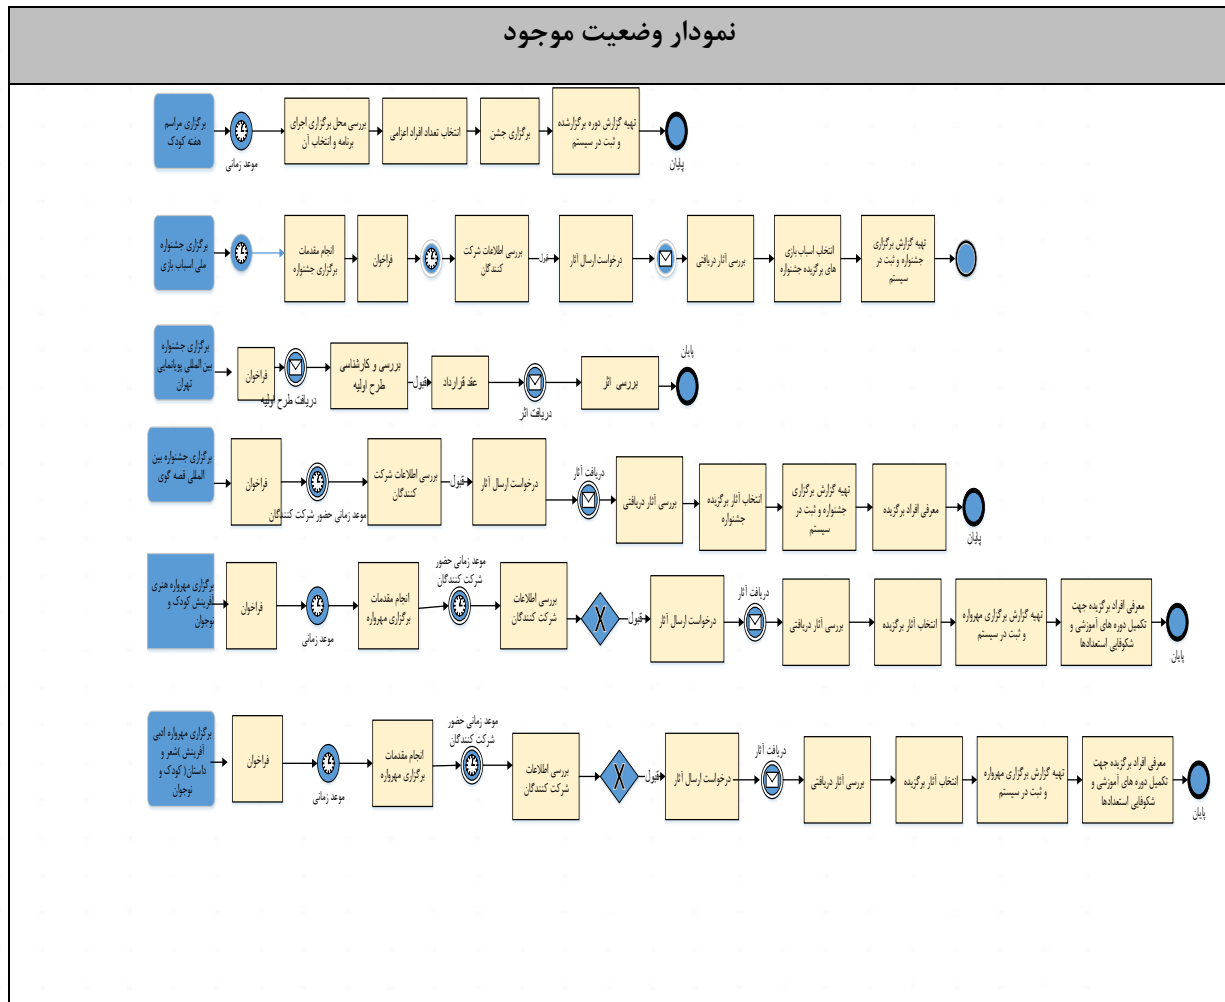 نمودار وضعیت موجود
برگزاری مراسم
هفته کودک
موعد زمانی
بررسی محل برگزاری اجرای
برنامه و انتخاب آن
انتخاب تعداد افراد اعزامی
برگزاری جشن
تهیه گزارش دوره برگزارشده
و ثبت در سیستم
پایان
برگزاری جشنواره
ملی اسباب بازی
انجام مقدمات
برگزاری جشنواره
فراخوان
بررسی اطلاعات شرکت
کنندگان
قبول
درخواست ارسال آثار
بررسی آثار دریافتی
انتخاب اسباب بازی
های برگزیده جشنواره
تهیه گزارش برگزاری
جشنواره و ثبت در
سیستم
برگزاری جشنواره
بین المللی پویانمایی
تهران
فراخوان
دریافت طرح اولیه
بررسی و کارشناسی
طرح اولیه
قبول
عقد قرارداد
دریافت اثر
بررسی اثر
پایان
برگزاری جشنواره بین
المللی قصه گوی
فراخوان
موعد زمانی حضور شرکت کنندگان
بررسی اطلاعات شرکت
کنندگان
قبول
درخواست ارسال آثار
دریافت آثار
بررسی آثار دریافتی
انتخاب آثار برگزیده
جشنواره
تهیه گزارش برگزاری
جشنواره و ثبت در
سیستم
معرفی افراد برگزیده
پایان
برگزاری مهرواره هنری
آفرینش کودک و
نوجوان
فراخوان
موعد زمانی
انجام مقدمات
برگزاری مهرواره
موعد زمانی حضور
شرکت کنندگان
بررسی اطلاعات
شرکت کنندگان
قبول
درخواست ارسال آثار
دریافت آثار
بررسی آثار دریافتی
انتخاب آثار برگزیده
تهیه گزارش برگزاری مهرواره
و ثبت در سیستم
معرفی افراد برگزیده جهت
تکمیل دوره های آموزشی و
شکوفایی استعدادها
پایان
برگزاری مهرواره ادبی
آفرینش )شعر و
داستان( کودک و
نوجوان
فراخوان
موعد زمانی
انجام مقدمات
برگزاری مهرواره
موعد زمانی حضور
شرکت کنندگان
بررسی اطلاعات
شرکت کنندگان
قبول
درخواست ارسال آثار
دریافت آثار
بررسی آثار دریافتی
انتخاب آثار برگزیده
تهیه گزارش برگزاری مهرواره
و ثبت در سیستم
معرفی افراد برگزیده جهت
تکمیل دوره های آموزشی و
شکوفایی استعدادها
پایان